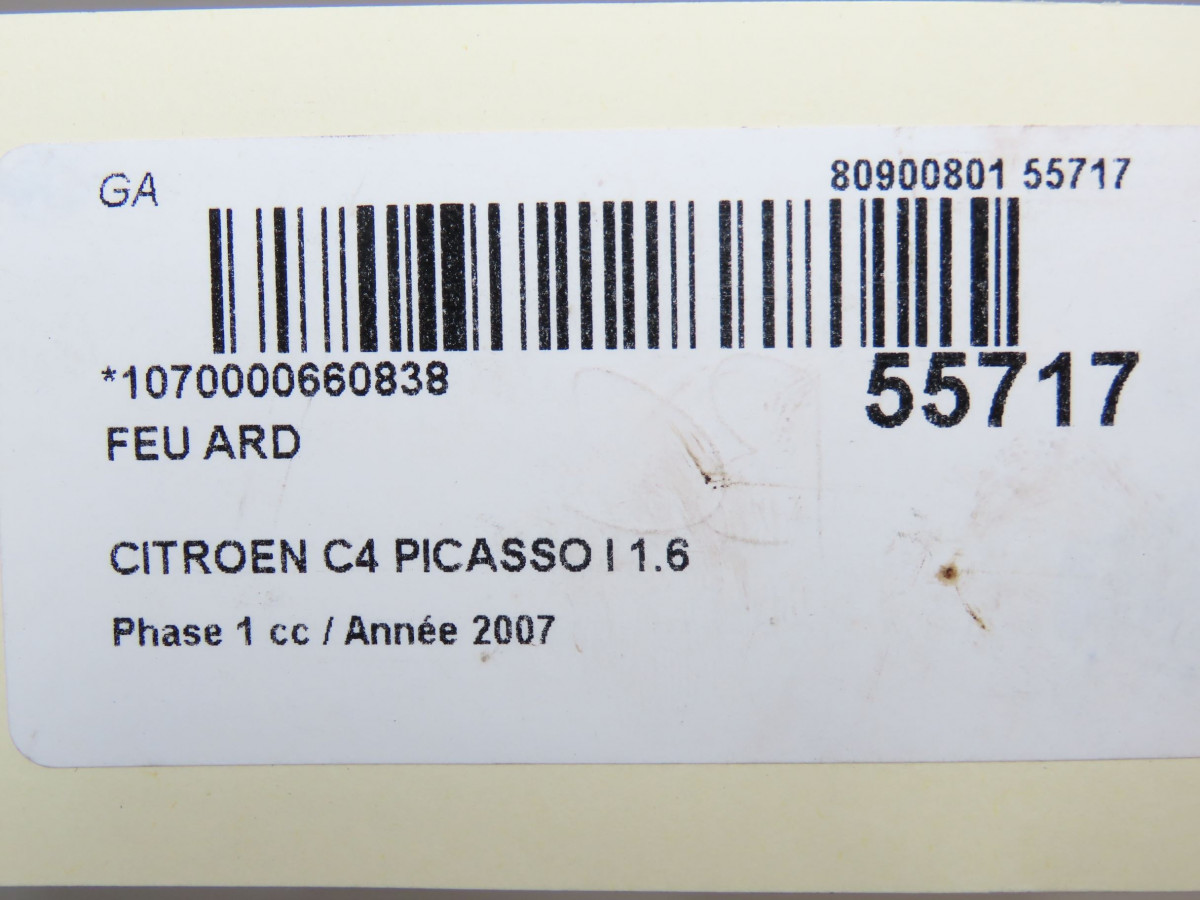 GA
80900801 55717
*1070000660838
55717
FEU ARD
CITROEN C4 PICASSO I 1.6
Phase 1 cc / Année 2007